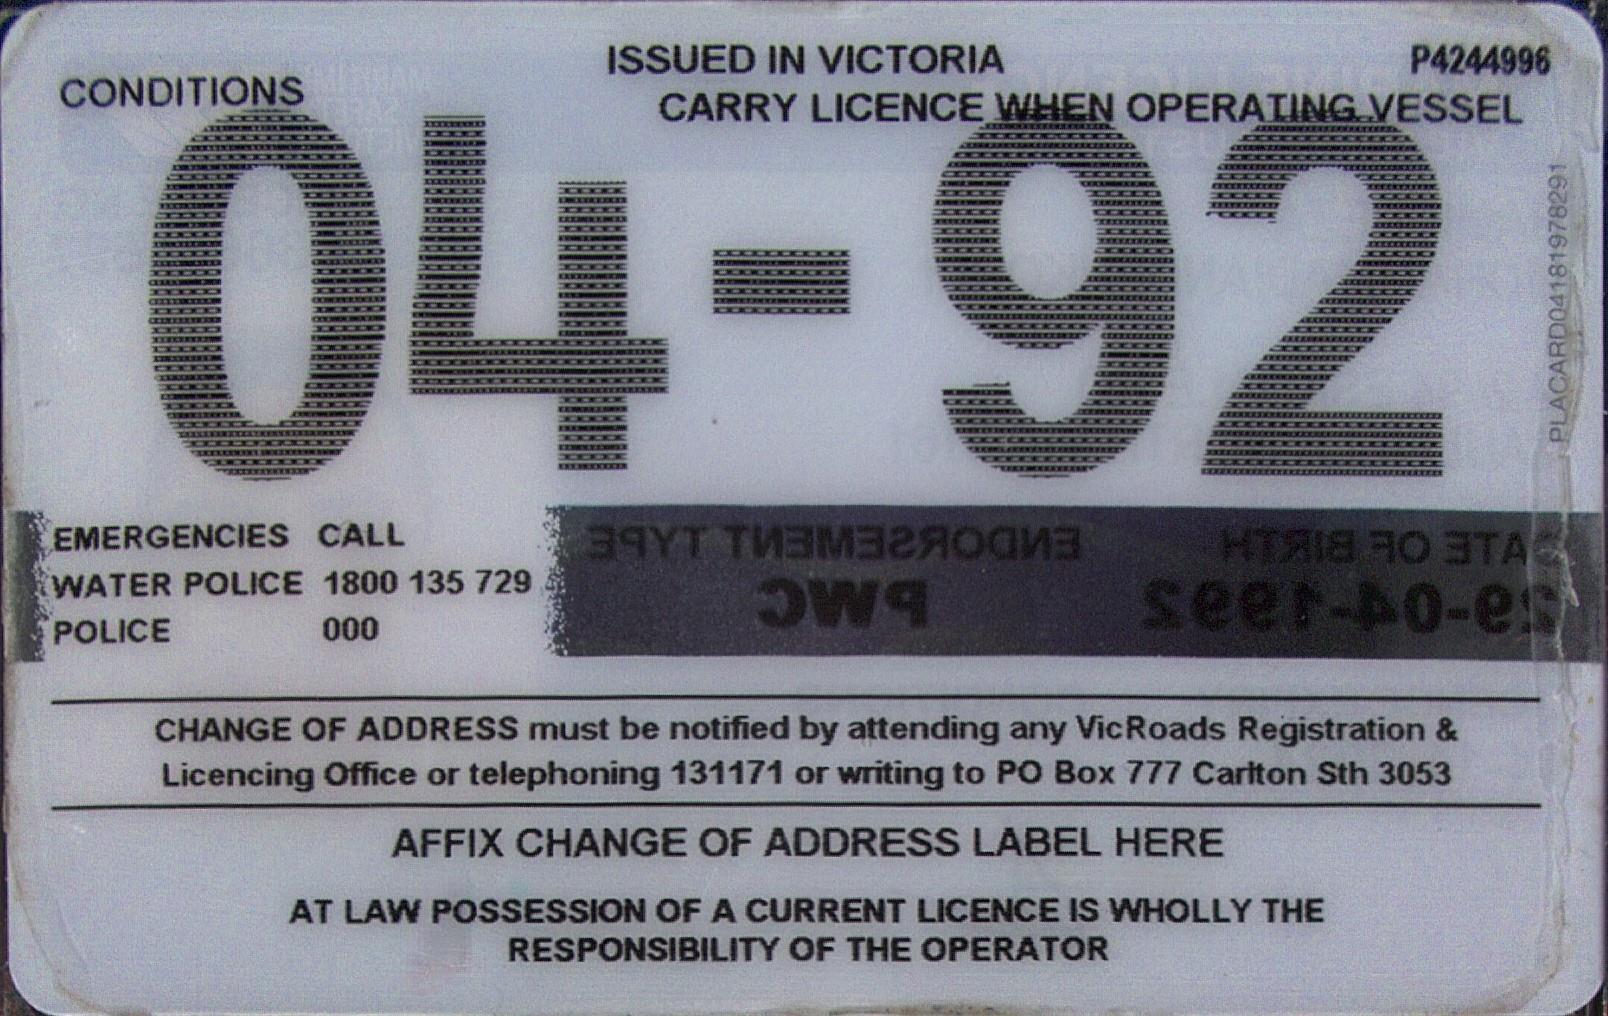 ISSUED IN VICTORIA
P4244996
CONDITIONS
CARRY LICENCE WHEN OPERATING VESSEL
04-92
PLACARD04181978291
EMERGENCIES CALL
WATER POLICE 1800 135 729
POLICE 000
ENDORSEMENT TYPE
DATE OF BIRTH
PWC
29-04-1992
CHANGE OF ADDRESS must be notified by attending any VicRoads Registration &
Licencing Office or telephoning 131171 or writing to PO Box 777 Carlton Sth 3053
AFFIX CHANGE OF ADDRESS LABEL HERE
AT LAW POSSESSION OF A CURRENT LICENCE IS WHOLLY THE
RESPONSIBILITY OF THE OPERATOR